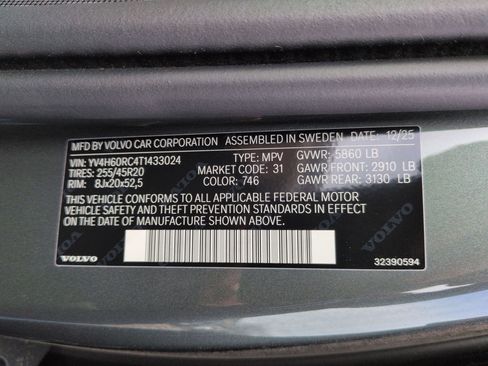 MFD BY VOLVO CAR CORPORATION ASSEMBLED IN SWEDEN 12/25
VIN: YV4H60RC4T1433024 TYPE: MPV GVWR: 5860 LB
TIRES: 255/45R20 MARKET CODE: 31 GAWR FRONT: 2910 LB
RIM: 8Jx20x52,5 COLOR: 746 GAWR REAR: 3130 LB
THIS VEHICLE CONFORMS TO ALL APPLICABLE FEDERAL MOTOR
VEHICLE SAFETY AND THEFT PREVENTION STANDARDS IN EFFECT ON THE
DATE OF MANUFACTURE SHOWN ABOVE.
VOLVO 32390594